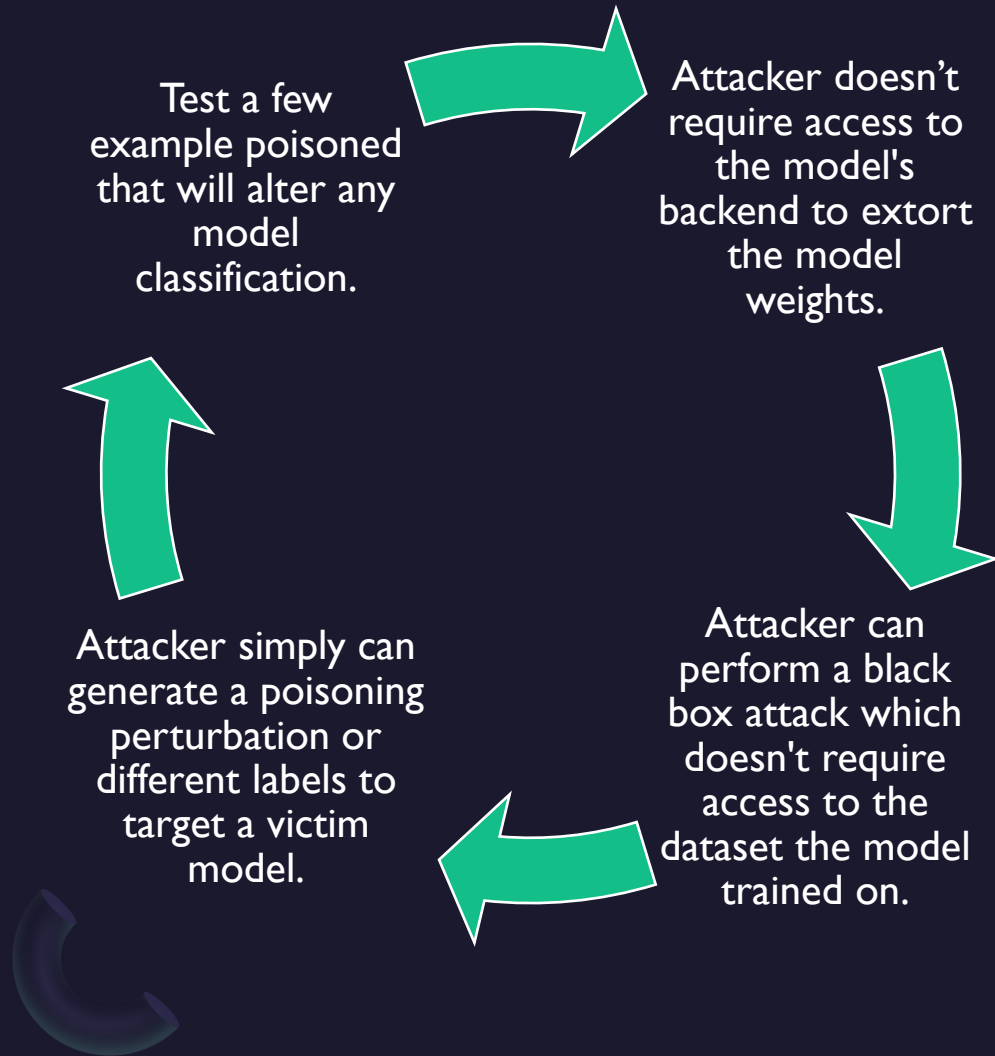 Test a few
example poisoned
that will alter any
model
classification.
Attacker doesn’t
require access to
the model's
backend to extort
the model
weights.
Attacker can
perform a black
box attack which
doesn't require
access to the
dataset the model
trained on.
Attacker simply can
generate a poisoning
perturbation or
different labels to
target a victim
model.